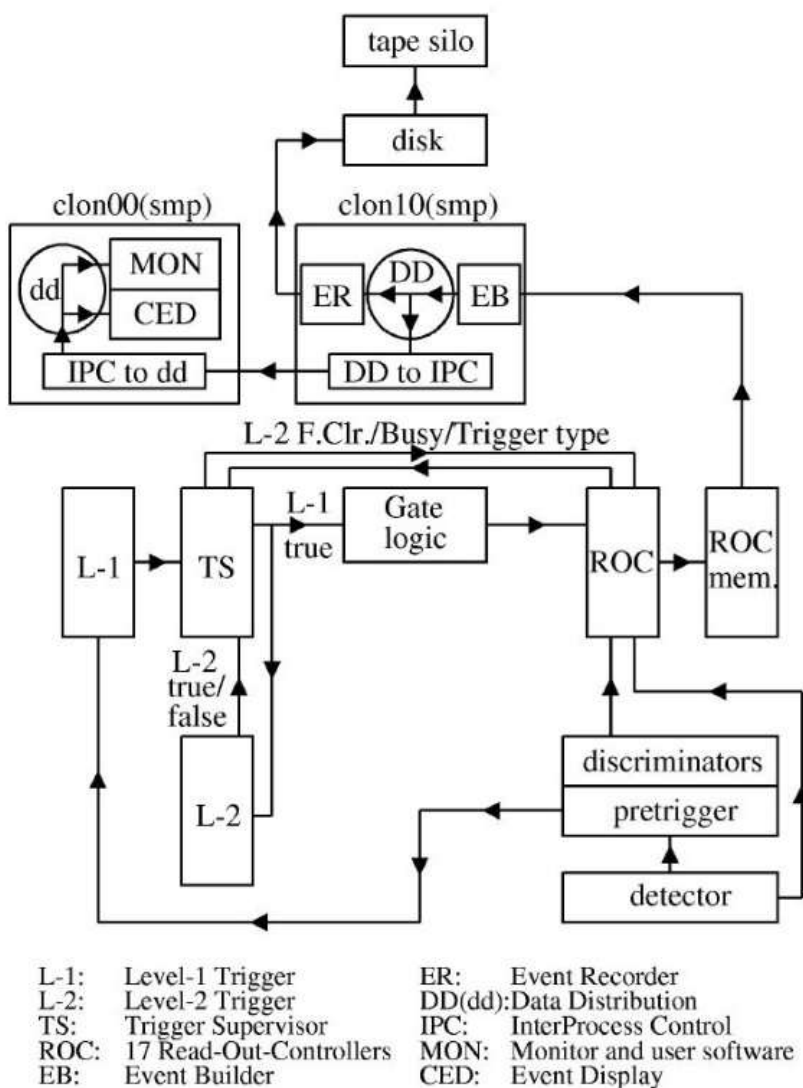 tape silo
disk
clon00(smp)
clon10(smp)
dd
MON
CED
IPC to dd
ER
DD
EB
DD to IPC
L-2 F.Clr./Busy/Trigger type
L-1
TS
L-1
true
Gate
logic
ROC
ROC
mem.
L-2
true/
false
L-2
discriminators
pretrigger
detector
L-1: Level-1 Trigger
L-2: Level-2 Trigger
TS: Trigger Supervisor
ROC: 17 Read-Out-Controllers
EB: Event Builder
ER: Event Recorder
DD(dd):Data Distribution
IPC: InterProcess Control
MON: Monitor and user software
CED: Event Display